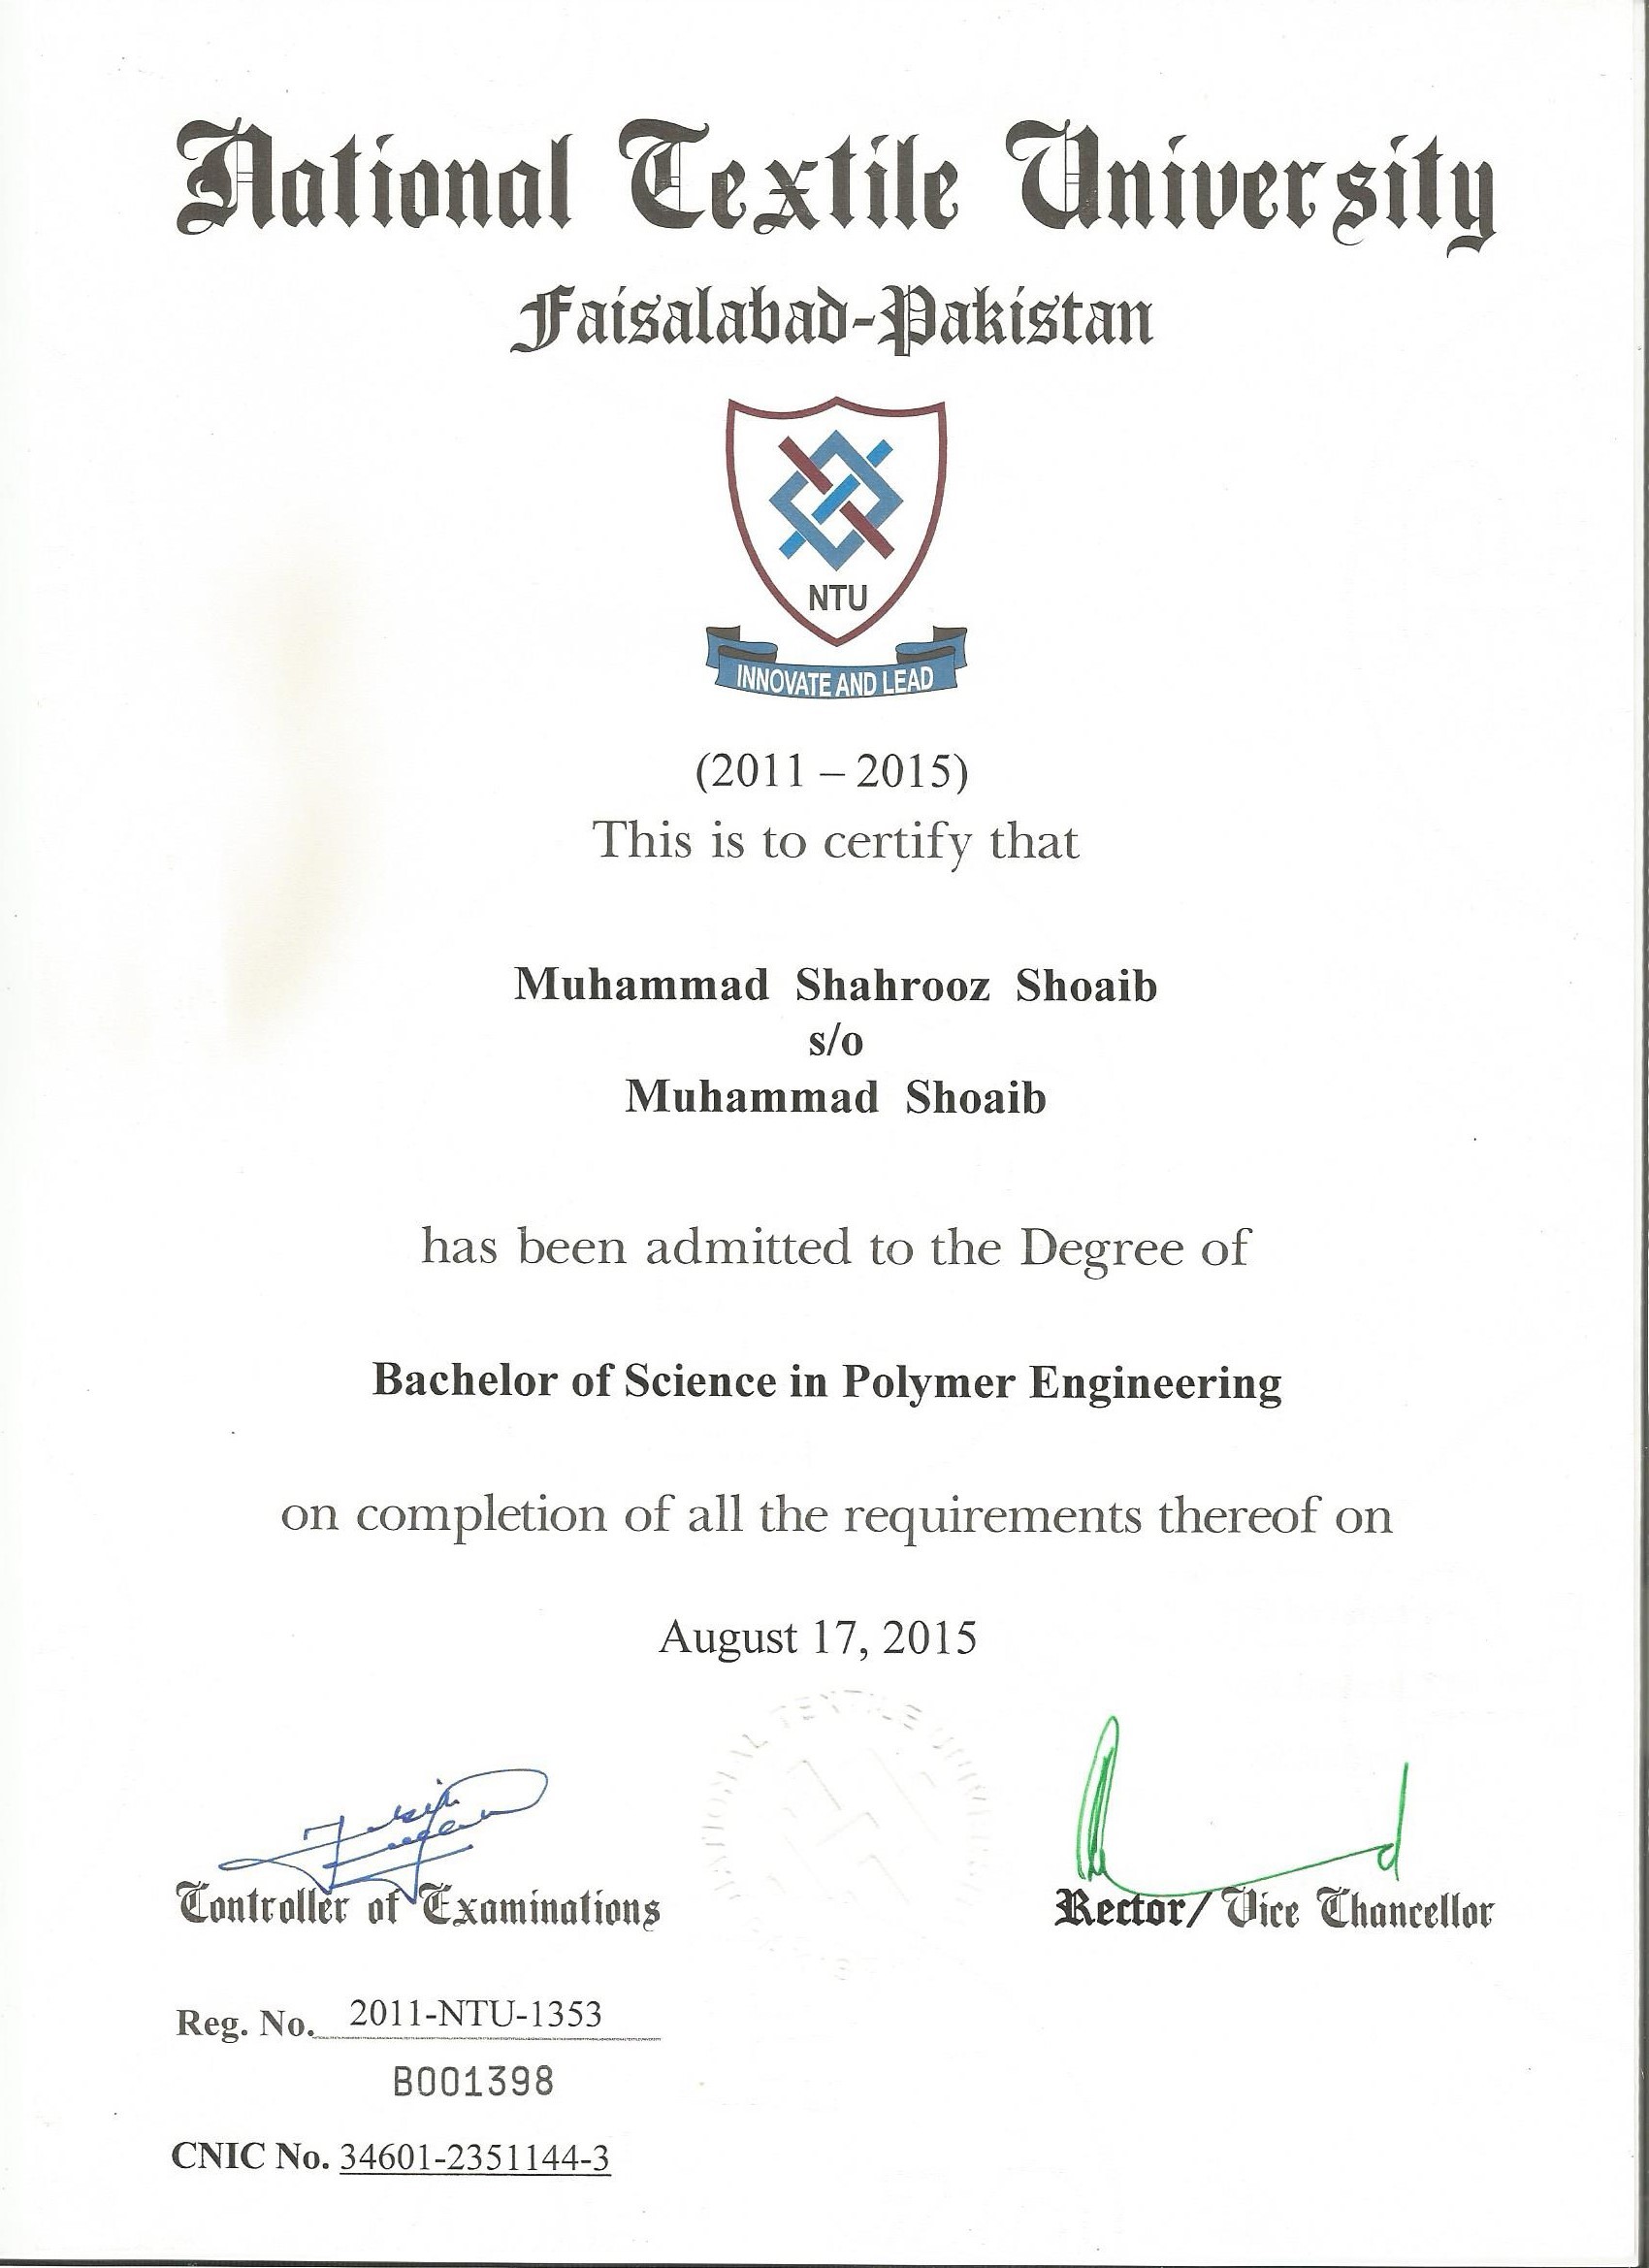 National Textile University
Faisalabad-Pakistan
NTU
INNOVATE AND LEAD
(2011 – 2015)
This is to certify that
Muhammad Shahrooz Shoaib
s/o
Muhammad Shoaib
has been admitted to the Degree of
Bachelor of Science in Polymer Engineering
on completion of all the requirements thereof on
August 17, 2015
TEXTILE
Controller of Examinations
Rector/Vice Chancellor
Reg. No. 2011-NTU-1353
B001398
CNIC No. 34601-2351144-3